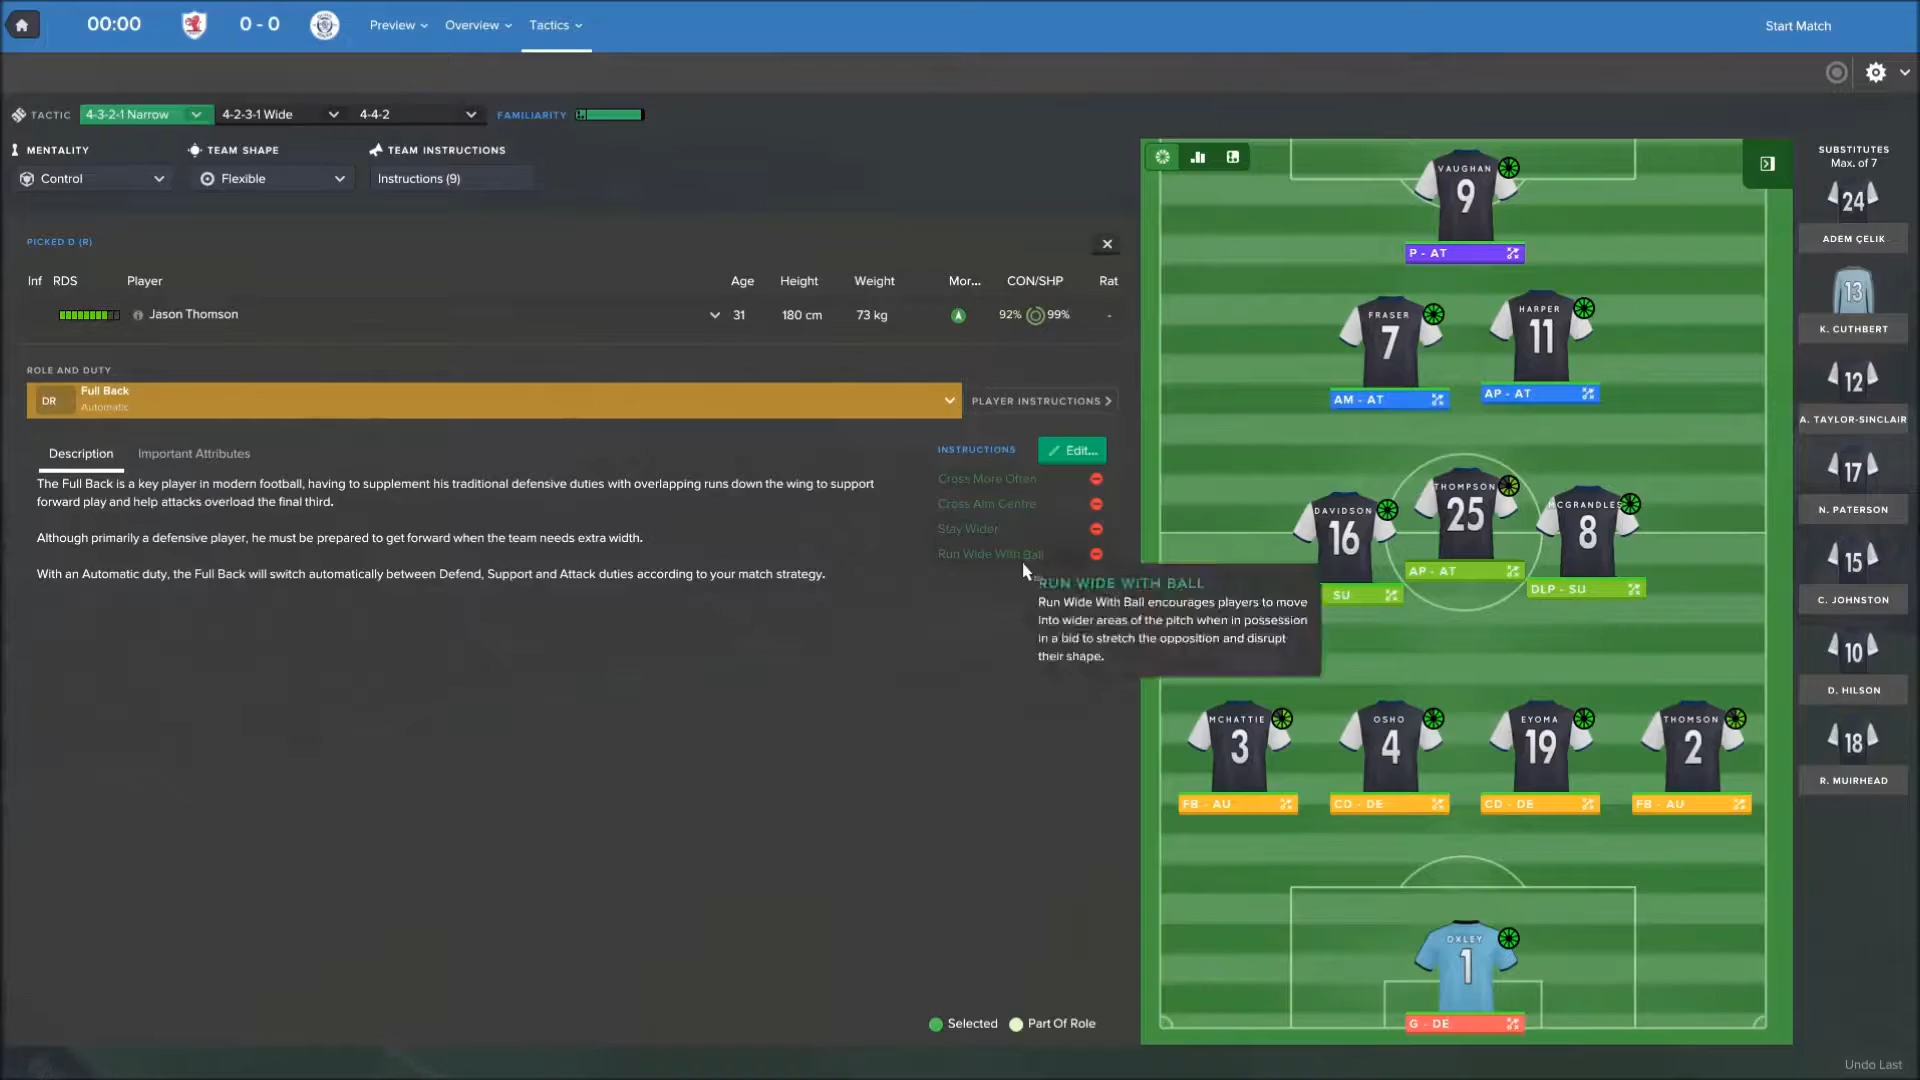 00:00
0 - 0
Preview
Overview
Tactics
Start Match
TACTIC
4-3-2-1 Narrow
4-2-3-1 Wide
4-4-2
FAMILIARITY
MENTALITY
TEAM SHAPE
TEAM INSTRUCTIONS
Control
Flexible
Instructions (9)
PICKED D (R)
Inf RDS Player Age Height Weight Mor... CON/SHP Rat
Jason Thomson 31 180 cm 73 kg 92% 99% -
ROLE AND DUTY
DR
Full Back
Automatic
PLAYER INSTRUCTIONS
Description
Important Attributes
The Full Back is a key player in modern football, having to supplement his traditional defensive duties with overlapping runs down the wing to support
forward play and help attacks overload the final third.
Although primarily a defensive player, he must be prepared to get forward when the team needs extra width.
With an Automatic duty, the Full Back will switch automatically between Defend, Support and Attack duties according to your match strategy.
INSTRUCTIONS
Edit...
Cross More Often
Cross Aim Centre
Stay Wider
Run Wide With Ball
RUN WIDE WITH BALL
Run Wide With Ball encourages players to move
into wider areas of the pitch when in possession
in a bid to stretch the opposition and disrupt
their shape.
Selected
Part Of Role
VAUGHAN
9
P - AT
FRASER
7
AM - AT
HARPER
11
AP - AT
DAVIDSON
16
SU
THOMPSON
25
AP - AT
MCGRANDLES
8
DLP - SU
MCHATTIE
3
FB - AU
OSHO
4
CD - DE
EYOMA
19
CD - DE
THOMSON
2
FB - AU
OXLEY
1
G - DE
SUBSTITUTES
Max. of 7
24
ADEM ÇELIK
13
K. CUTHBERT
12
A. TAYLOR-SINCLAIR
17
N. PATERSON
15
C. JOHNSTON
10
D. HILSON
18
R. MUIRHEAD
Undo Last